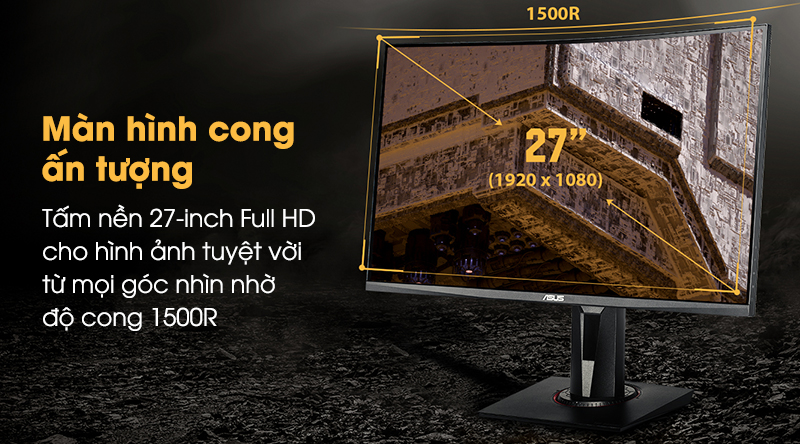 1500R
Màn hình cong
ấn tượng
Tấm nền 27-inch Full HD
cho hình ảnh tuyệt vời
từ mọi góc nhìn nhờ
độ cong 1500R
27”
(1920 x 1080)
ASUS